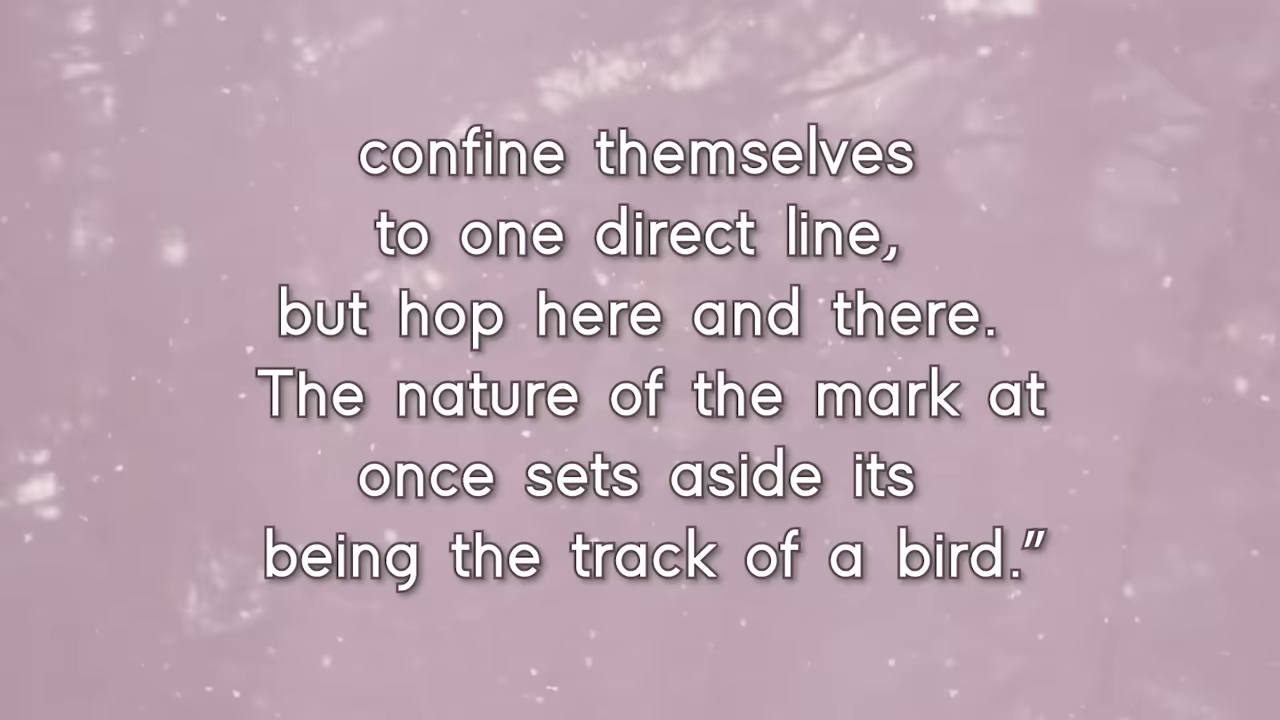 confine themselves
to one direct line,
but hop here and there.
The nature of the mark at
once sets aside its
being the track of a bird.”